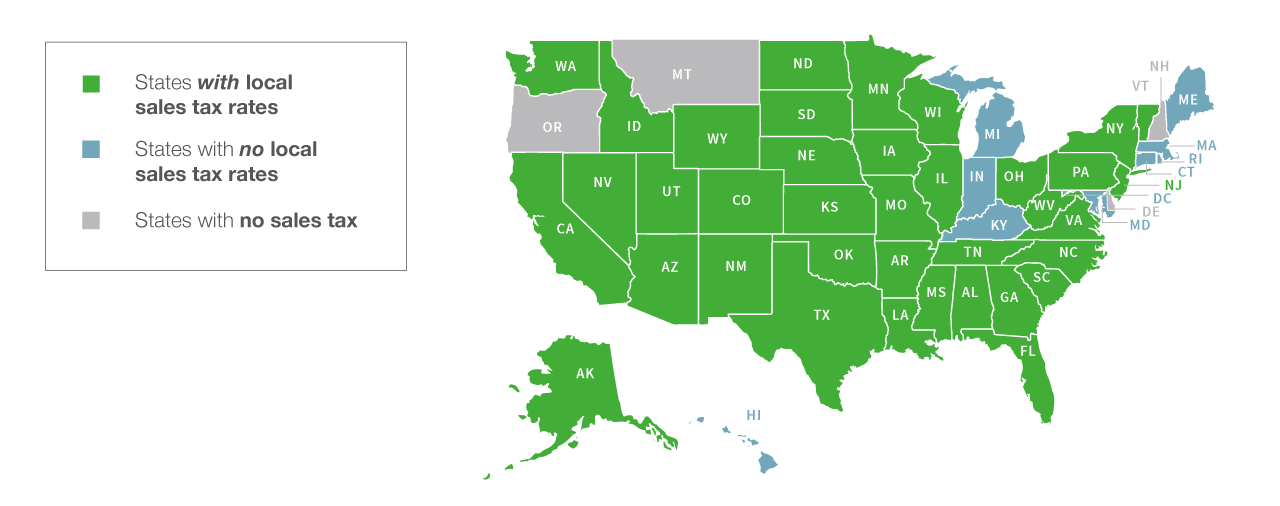 States with local
sales tax rates
States with no local
sales tax rates
States with no sales tax
WA
MT
ND
MN
NH
VT
ME
OR
ID
WY
SD
WI
MI
NY
MA
RI
CT
NJ
DC
DE
MD
NV
UT
CO
NE
IA
IL
IN
OH
PA
CA
KS
MO
KY
WV
VA
AZ
NM
OK
AR
TN
NC
SC
TX
LA
MS
AL
GA
FL
AK
HI